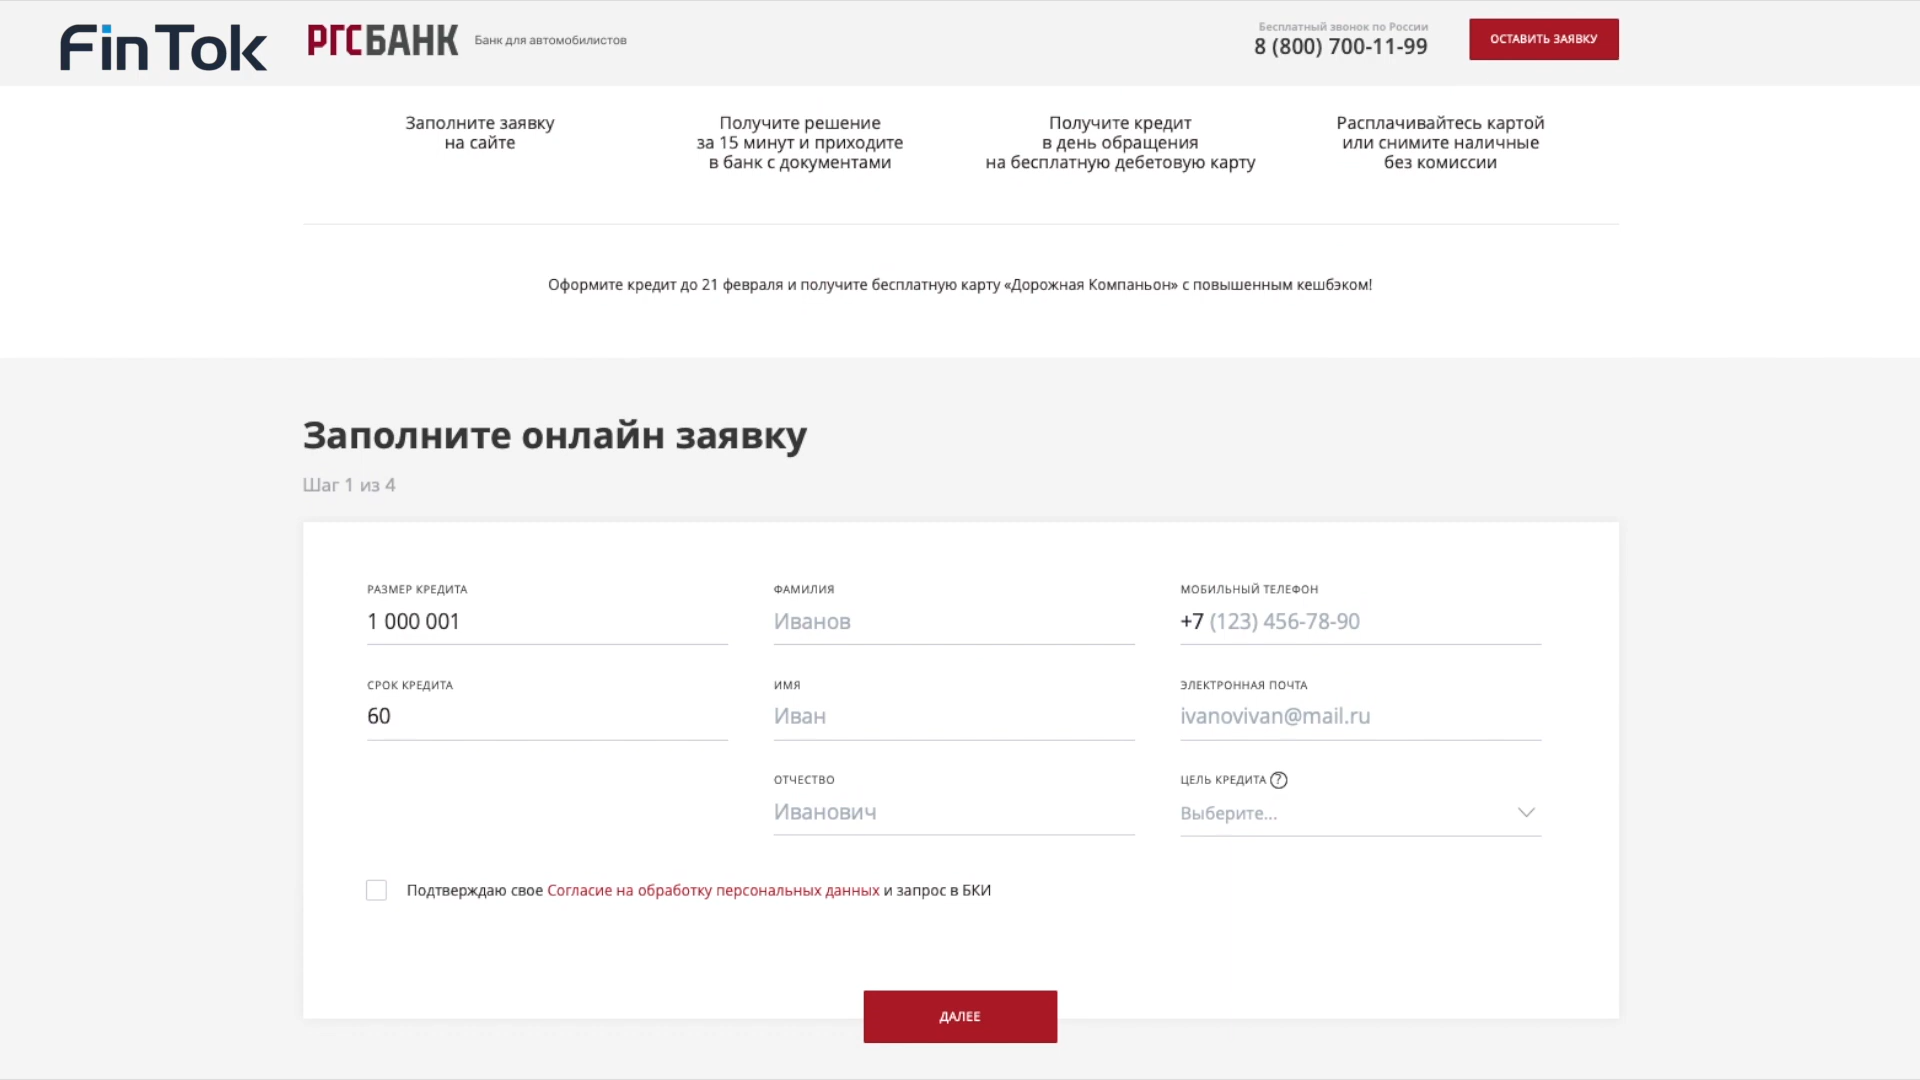 FinTok
РГСБАНК
Банк для автомобилистов
Бесплатный звонок по России
8 (800) 700-11-99
ОСТАВИТЬ ЗАЯВКУ
Заполните заявку
на сайте
Получите решение
за 15 минут и приходите
в банк с документами
Получите кредит
в день обращения
на бесплатную дебетовую карту
Расплачивайтесь картой
или снимите наличные
без комиссии
Оформите кредит до 21 февраля и получите бесплатную карту «Дорожная Компаньон» с повышенным кешбэком!
Заполните онлайн заявку
Шаг 1 из 4
РАЗМЕР КРЕДИТА
1 000 001
ФАМИЛИЯ
Иванов
МОБИЛЬНЫЙ ТЕЛЕФОН
+7 (123) 456-78-90
СРОК КРЕДИТА
60
ИМЯ
Иван
ЭЛЕКТРОННАЯ ПОЧТА
ivanovivan@mail.ru
ОТЧЕСТВО
Иванович
ЦЕЛЬ КРЕДИТА ?
Выберите...
Подтверждаю свое Согласие на обработку персональных данных и запрос в БКИ
ДАЛЕЕ